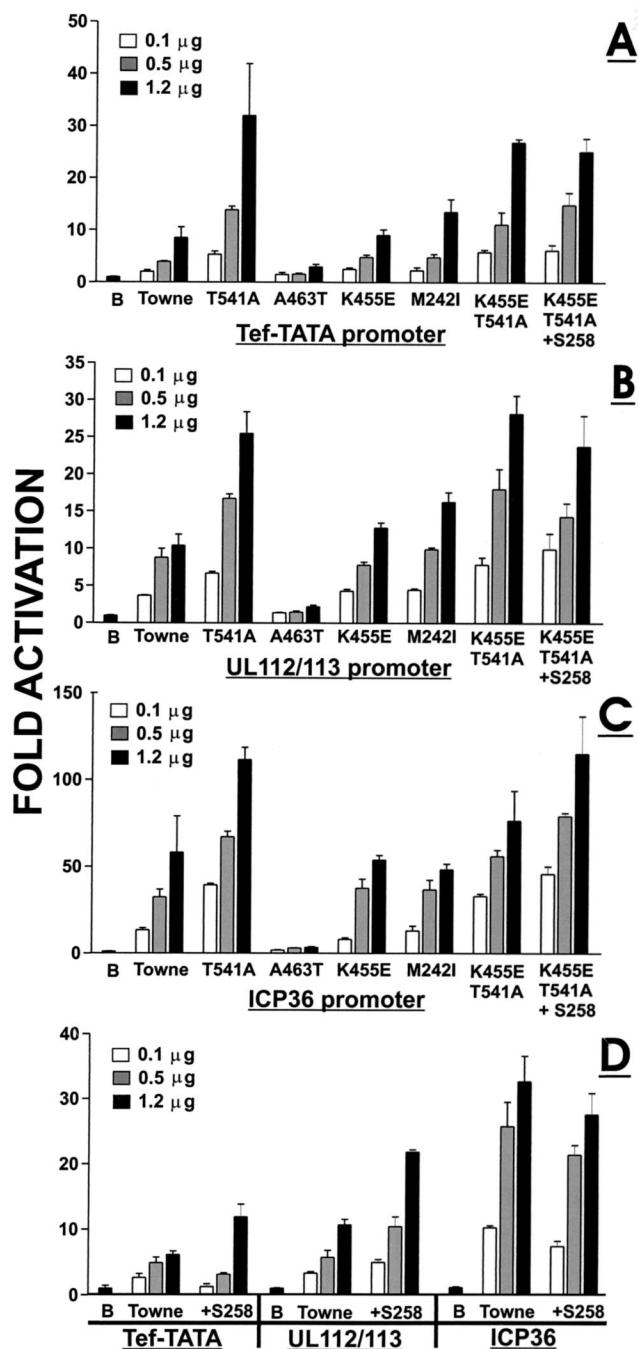 FOLD ACTIVATION
A
50
40
30
20
10
0
0.1 μg
0.5 μg
1.2 μg
B Towne T541A A463T K455E M242I K455E K455E
T541A T541A
+S258
Tef-TATA promoter
B
35
30
25
20
15
10
5
0
0.1 μg
0.5 μg
1.2 μg
B Towne T541A A463T K455E M242I K455E K455E
T541A T541A
+S258
UL112/113 promoter
C
150
100
50
0
0.1 μg
0.5 μg
1.2 μg
B Towne T541A A463T K455E M242I K455E K455E
T541A T541A
+ S258
ICP36 promoter
D
40
30
20
10
0
0.1 μg
0.5 μg
1.2 μg
B Towne +S258 B Towne +S258 B Towne +S258
Tef-TATA UL112/113 ICP36